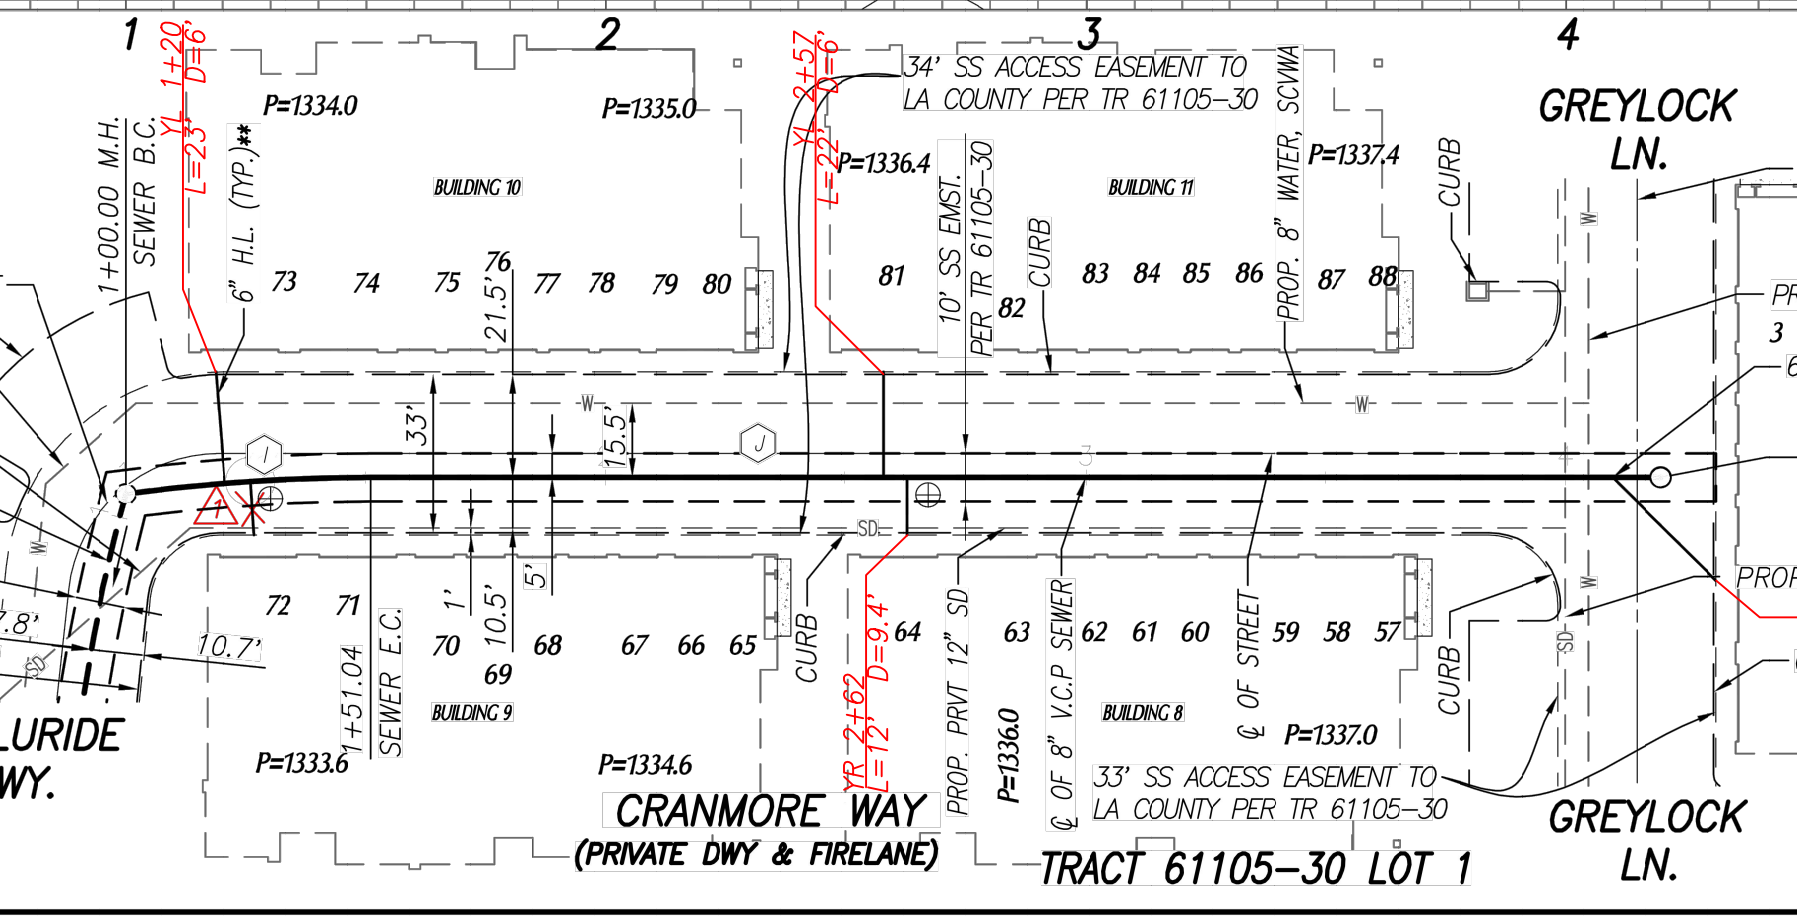 1
2
3
4
YL 1+20
D=6'
L=23'
YL 2+57
D=6'
L=22'
34' SS ACCESS EASEMENT TO
LA COUNTY PER TR 61105-30
GREYLOCK
LN.
P=1334.0
P=1335.0
P=1336.4
P=1337.4
1+00.00 M.H.
SEWER B.C.
6" H.L. (TYP.)**
BUILDING 10
BUILDING 11
10' SS EMST.
PER TR 61105-30
CURB
PROP. 8" WATER, SCVWA
CURB
73
74
75
76
77
78
79
80
81
82
83
84
85
86
87
88
21.5'
3
W
W
W
33'
15.5'
I
J
3
4
1
SD
W
W
SD
SD
72
71
70
69
68
67
66
65
64
63
62
61
60
59
58
57
1'
10.5'
5'
7.8'
10.7'
1+51.04
SEWER E.C.
CURB
YR 2+62
D=9.4'
L=12'
PROP. PRVT 12" SD
℄ OF 8" V.C.P SEWER
℄ OF STREET
CURB
BUILDING 9
BUILDING 8
P=1333.6
P=1334.6
P=1336.0
P=1337.0
LURIDE
WY.
CRANMORE WAY
(PRIVATE DWY & FIRELANE)
33' SS ACCESS EASEMENT TO
LA COUNTY PER TR 61105-30
TRACT 61105-30 LOT 1
GREYLOCK
LN.